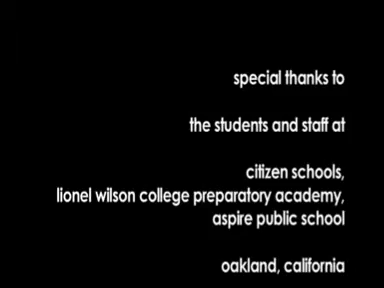 special thanks to
the students and staff at
citizen schools,
lionel wilson college preparatory academy,
aspire public school
oakland, california